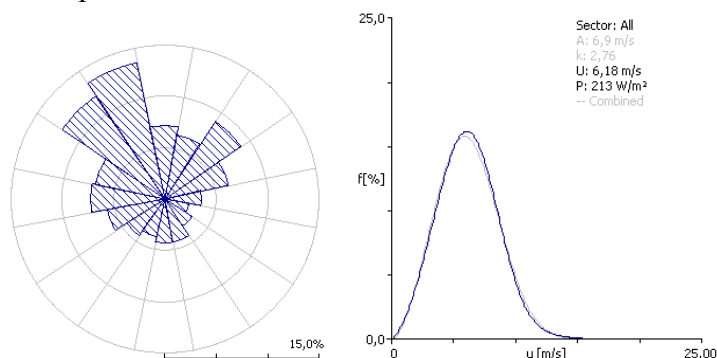 25,0
Sector: All
A: 6,9 m/s
k: 2,76
U: 6,18 m/s
P: 213 W/m²
-- Combined
f[%]
15,0%
0,0
0
u [m/s]
25,00